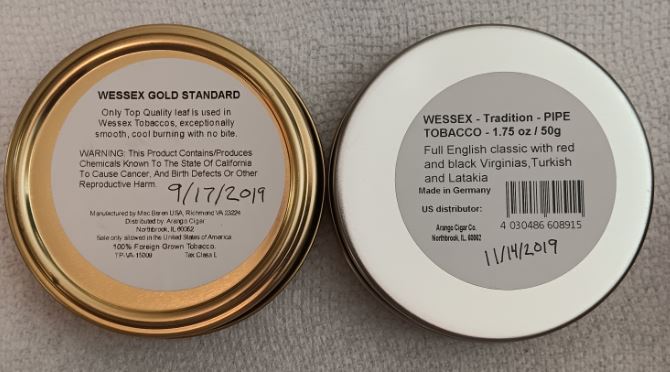 WESSEX GOLD STANDARD
Only Top Quality leaf is used in
Wessex Tobaccos, exceptionally
smooth, cool burning with no bite.
WARNING: This Product Contains/Produces
Chemicals Known To The State Of California
To Cause Cancer, And Birth Defects Or Other
Reproductive Harm.
9/17/2019
Manufactured by Mac Baren USA, Richmond VA 23224
Distributed by Arango Cigar
Northbrook, IL 60062
Sale only allowed in the United States of America
100% Foreign Grown Tobacco.
TP-VA-15009 Tax Class L
WESSEX - Tradition - PIPE
TOBACCO - 1.75 oz / 50g
Full English classic with red
and black Virginias,Turkish
and Latakia
Made in Germany
US distributor:
Arango Cigar Co.
Northbrook, IL. 60062
4 030486 608915
11/14/2019